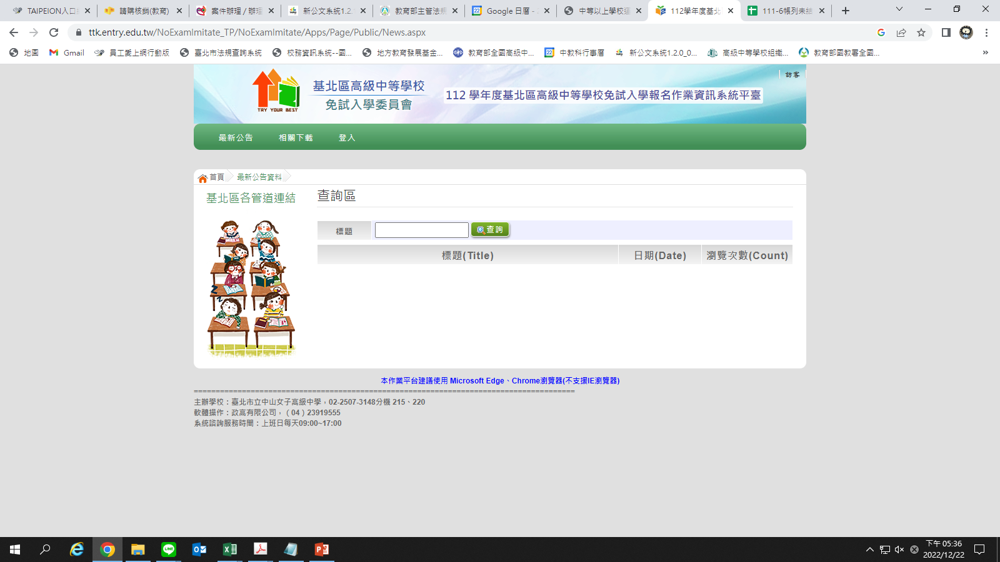 TAIPEION入口
請購核銷(教育)
案件辦理 / 辦理
新公文系統1.2.
教育部主管法規
Google 日曆 - 2
中等以上學校運
112學年度基北
111-6帳列未結
ttk.entry.edu.tw/NoExamImitate_TP/NoExamImitate/Apps/Page/Public/News.aspx
地圖
Gmail
員工愛上網行動版
臺北市法規查詢系統
校務資訊系統--國...
地方教育發展基金...
教育部全國高級中...
中教科行事曆
新公文系統1.2.0_0...
高級中等學校組織...
教育部國教署全國...
»
TRY YOUR BEST
基北區高級中等學校
免試入學委員會
112 學年度基北區高級中等學校免試入學報名作業資訊系統平臺
訪客
最新公告
相關下載
登入
首頁
最新公告資料
基北區各管道連結
查詢區
標題
查詢
標題(Title)
日期(Date)
瀏覽次數(Count)
本作業平台建議使用 Microsoft Edge、Chrome瀏覽器(不支援IE瀏覽器)
=======================================================================================
主辦學校：臺北市立中山女子高級中學，02-2507-3148分機 215、220
軟體操作：政高有限公司，（04）23919555
系統諮詢服務時間：上班日每天09:00~17:00
下午 05:36
2022/12/22